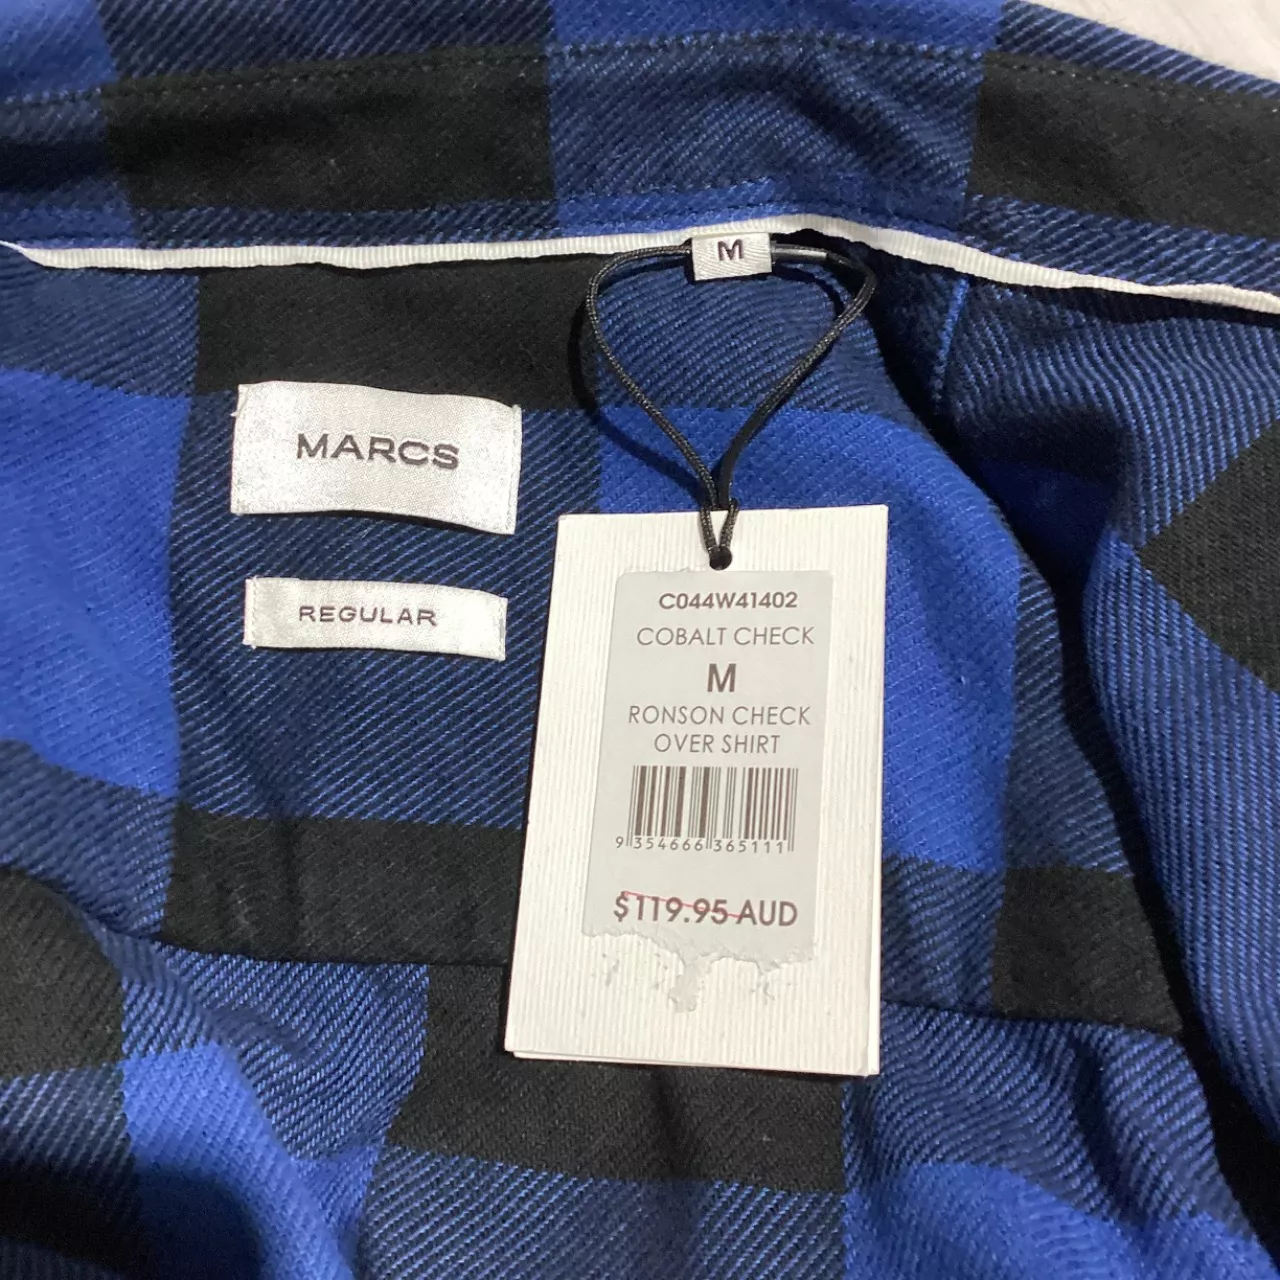 M
MARCS
REGULAR
C044W41402
COBALT CHECK
M
RONSON CHECK
OVER SHIRT
9 354666 365111
$119.95 AUD